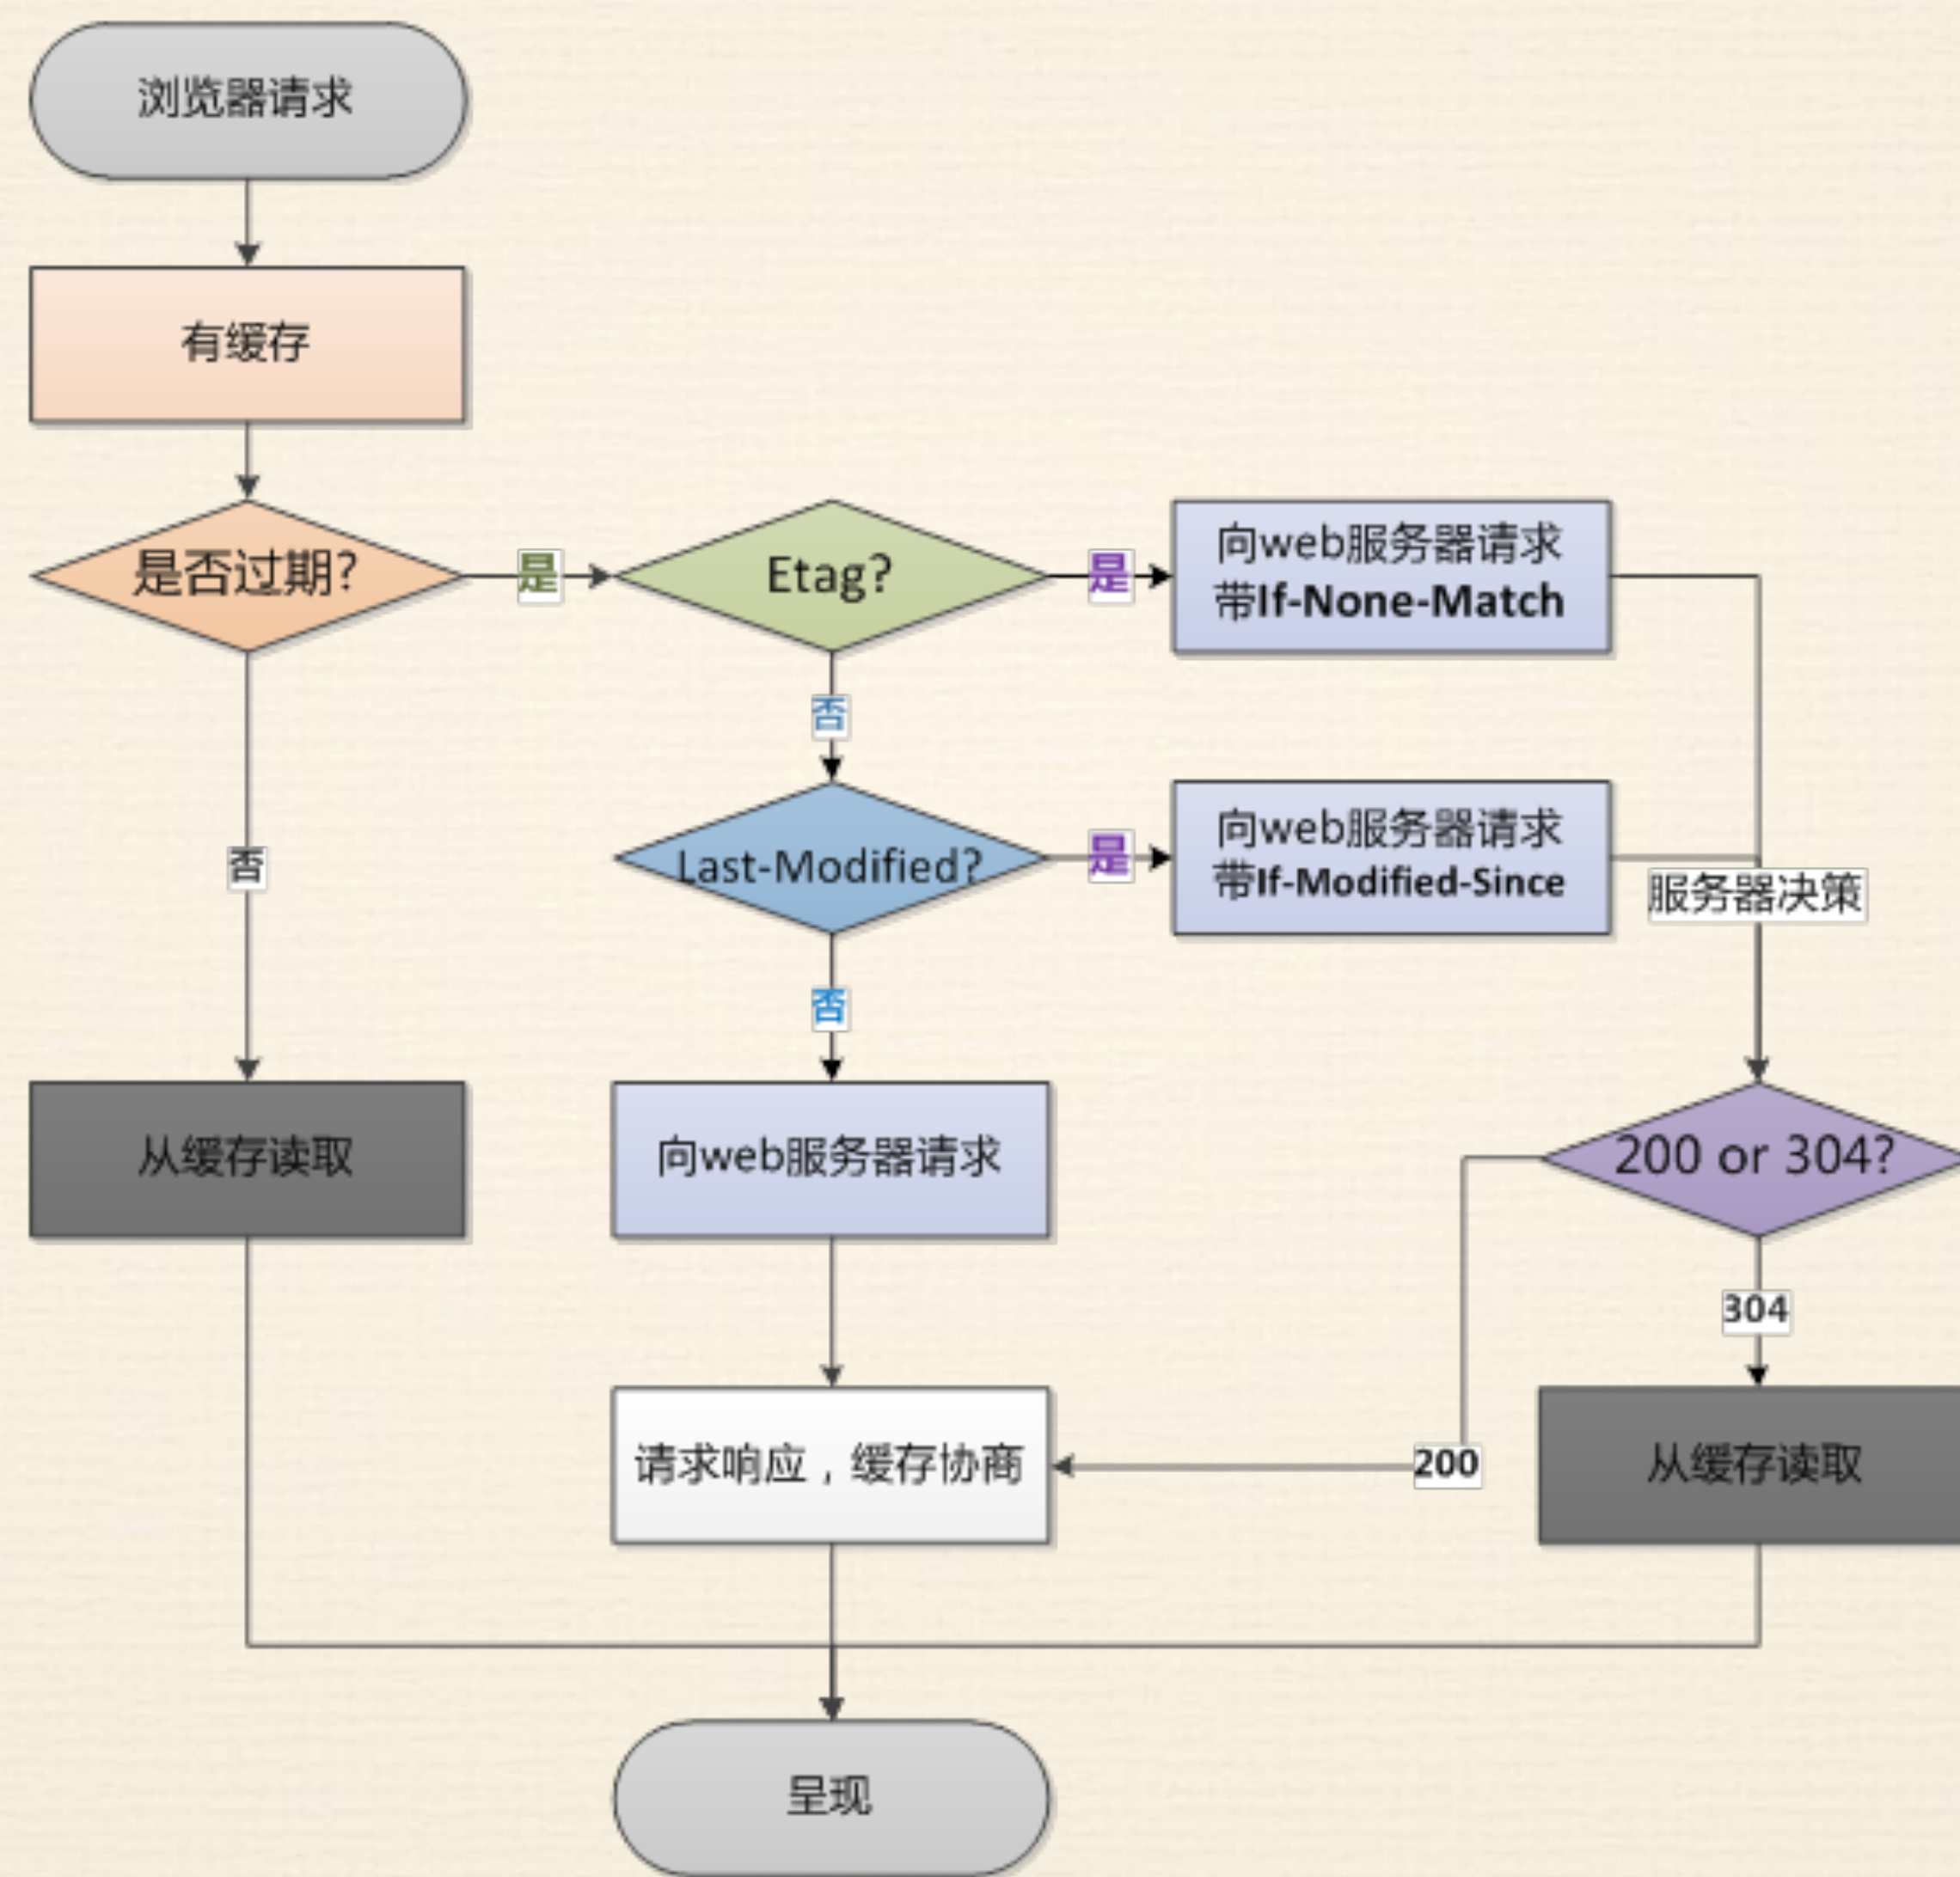 浏览器请求
有缓存
是否过期?
是
Etag?
是
向web服务器请求
带If-None-Match
否
否
Last-Modified?
是
向web服务器请求
带If-Modified-Since
服务器决策
否
从缓存读取
向web服务器请求
200 or 304?
304
请求响应，缓存协商
200
从缓存读取
呈现